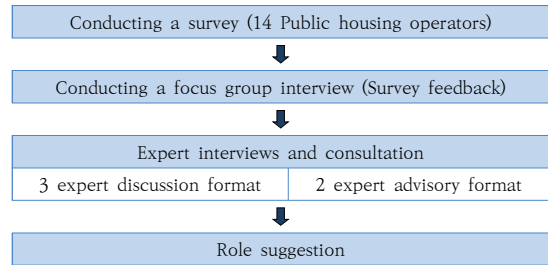 Conducting a survey (14 Public housing operators)
Conducting a focus group interview (Survey feedback)
Expert interviews and consultation
3 expert discussion format
2 expert advisory format
Role suggestion